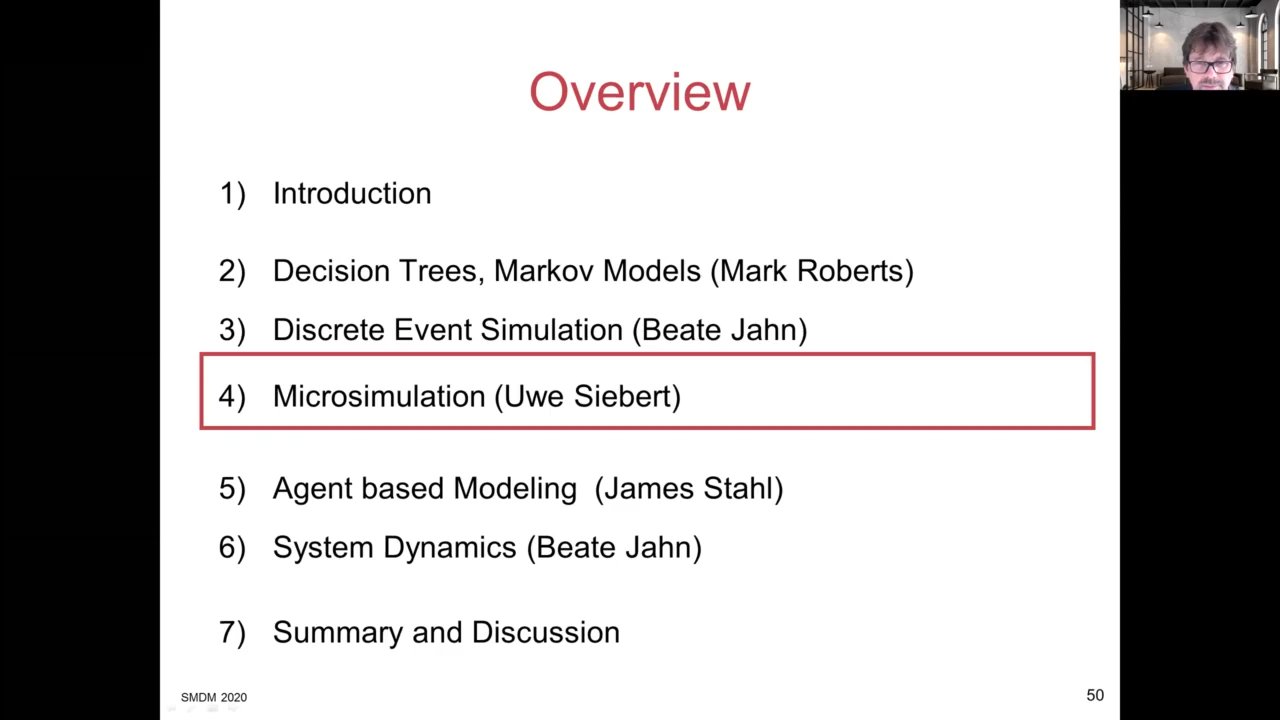 Overview
1) Introduction
2) Decision Trees, Markov Models (Mark Roberts)
3) Discrete Event Simulation (Beate Jahn)
4) Microsimulation (Uwe Siebert)
5) Agent based Modeling (James Stahl)
6) System Dynamics (Beate Jahn)
7) Summary and Discussion
SMDM 2020
50